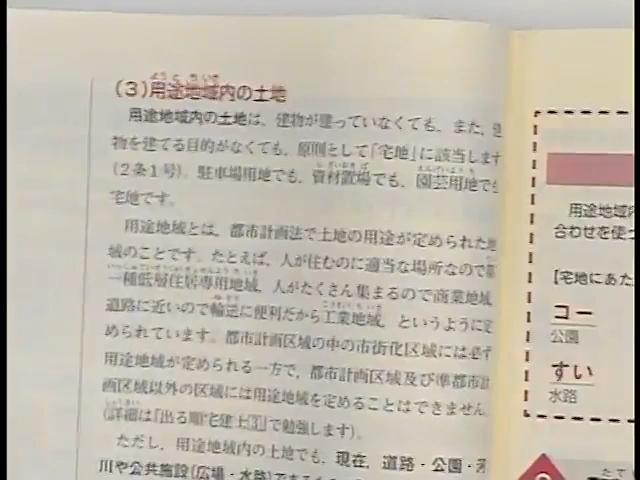 (3)用途地域内の土地
用途地域内の土地は、建物が建っていなくても、また、建
物を建てる目的がなくても、原則として「宅地」に該当します
(2条1号)。駐車場用地でも、資材置場でも、園芸用地でも
宅地です。
用途地域とは、都市計画法で土地の用途が定められた地
域のことです。たとえば、人が住むのに適当な場所なので第
一種低層住居専用地域、人がたくさん集まるので商業地域、
道路に近いので輸送に便利だから工業地域、というように定
められています。都市計画区域の中の市街化区域には必ず
用途地域が定められる一方で、都市計画区域及び準都市計
画区域以外の区域には用途地域を定めることはできません
(詳細は「出る順宅建士③」で勉強します)。
ただし、用途地域内の土地でも、現在、道路・公園・河
川や公共施設(広場・水路)
用途地域
合わせを使
【宅地にあた
コー
公園
すい
水路